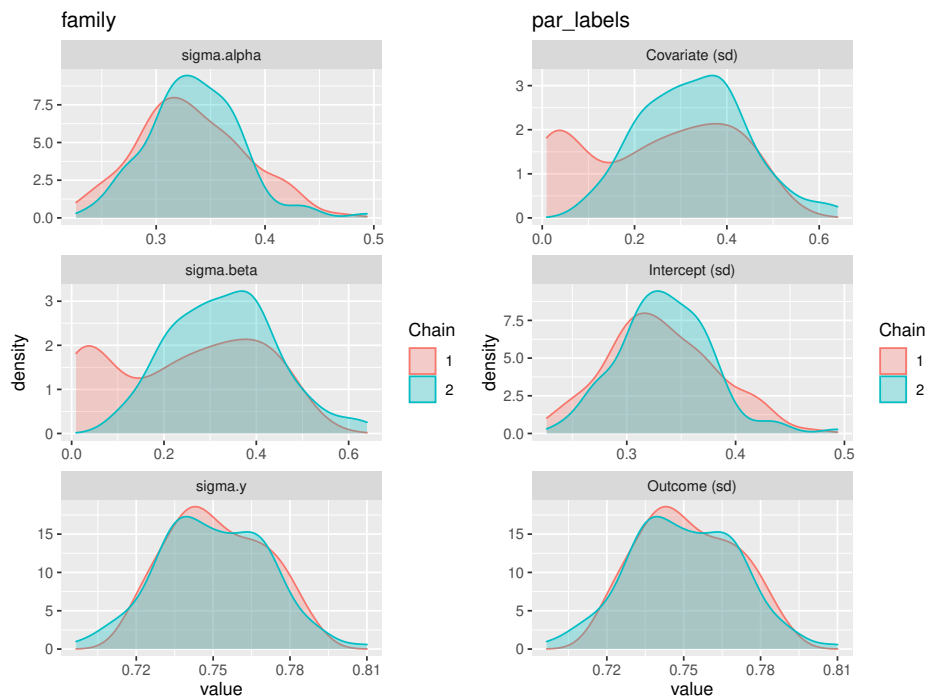 family
sigma.alpha
7.5
5.0
2.5
0.0
0.3 0.4 0.5
sigma.beta
3
2
1
0
0.0 0.2 0.4 0.6
sigma.y
15
10
5
0
0.72 0.75 0.78 0.81
value
density
Chain
1
2
par_labels
Covariate (sd)
3
2
1
0
0.0 0.2 0.4 0.6
Intercept (sd)
7.5
5.0
2.5
0.0
0.3 0.4 0.5
Outcome (sd)
15
10
5
0
0.72 0.75 0.78 0.81
value
density
Chain
1
2